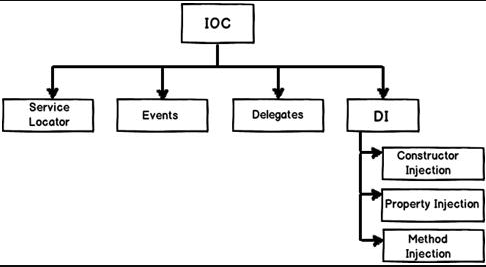 IOC
Service
Locator
Events
Delegates
DI
Constructor
Injection
Property Injection
Method
Injection